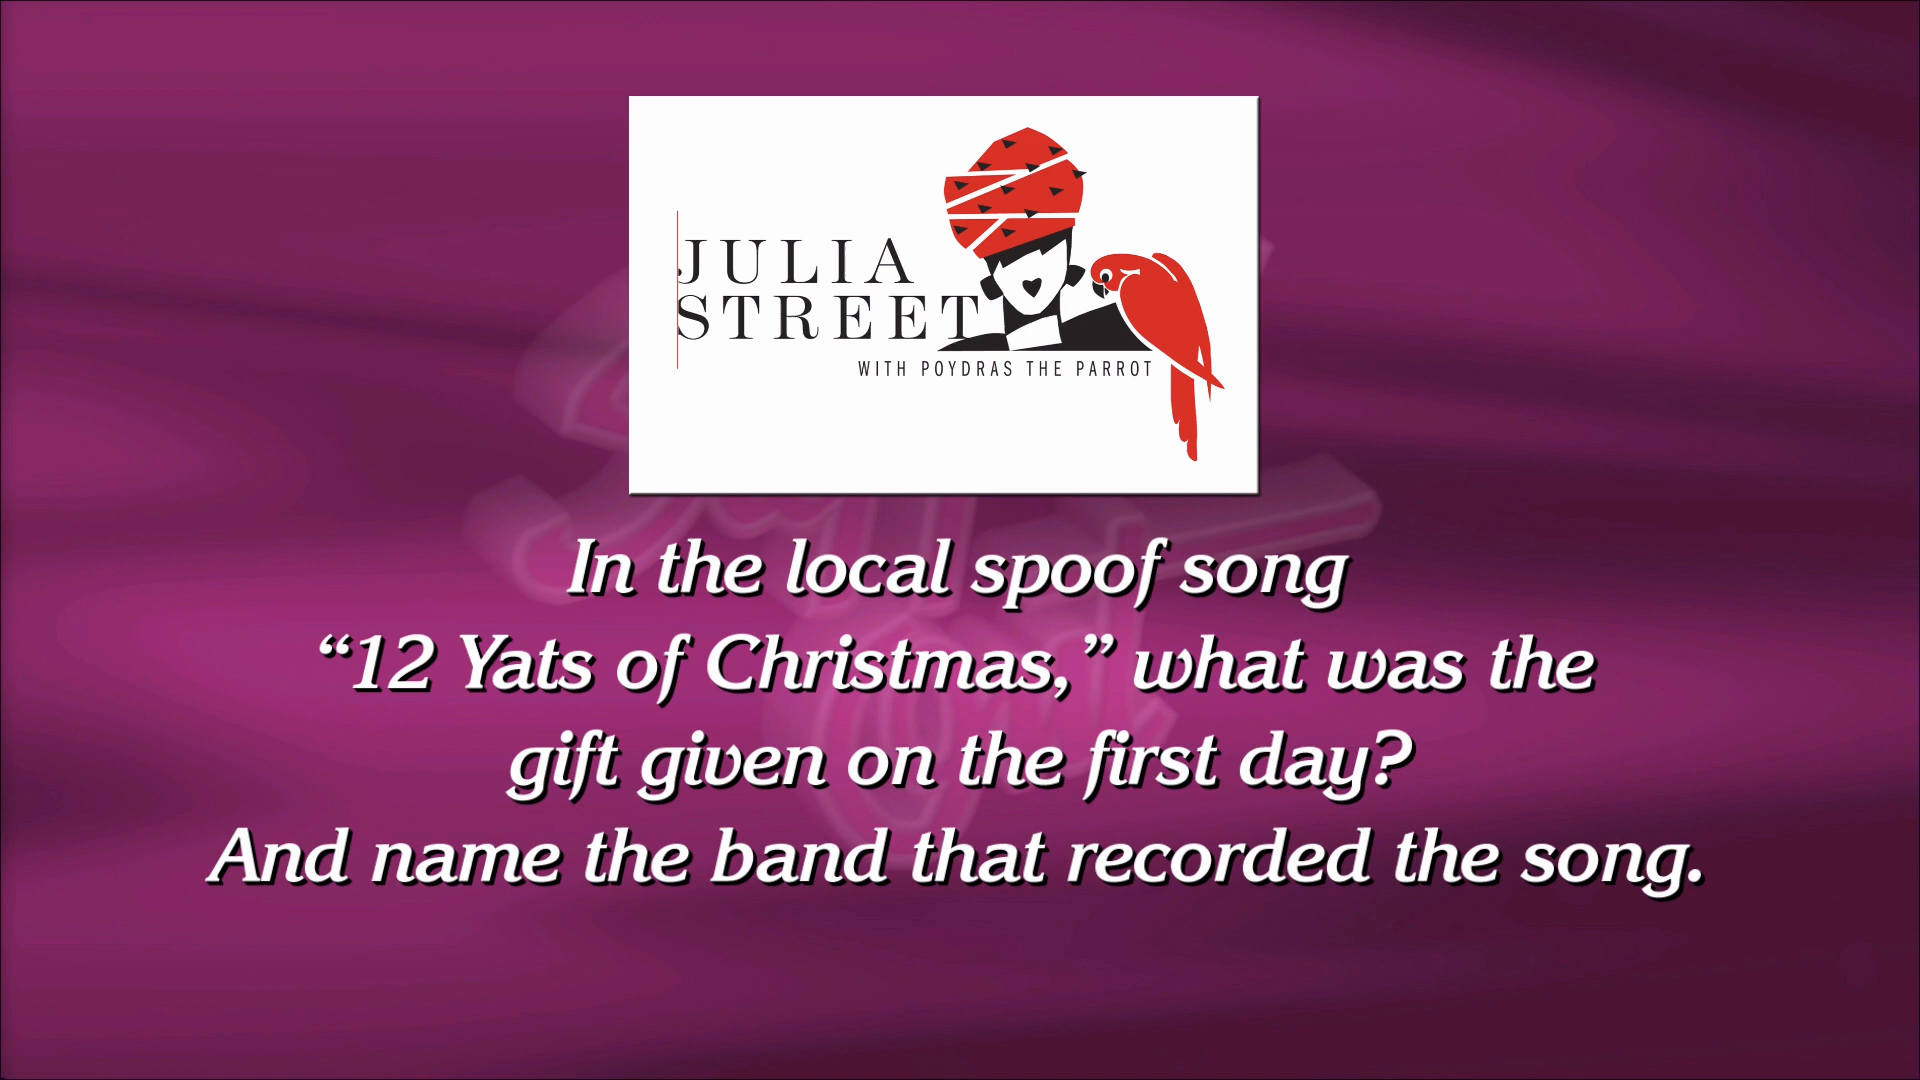 JULIA
STREET
WITH POYDRAS THE PARROT
In the local spoof song
“12 Yats of Christmas,” what was the
gift given on the first day?
And name the band that recorded the song.